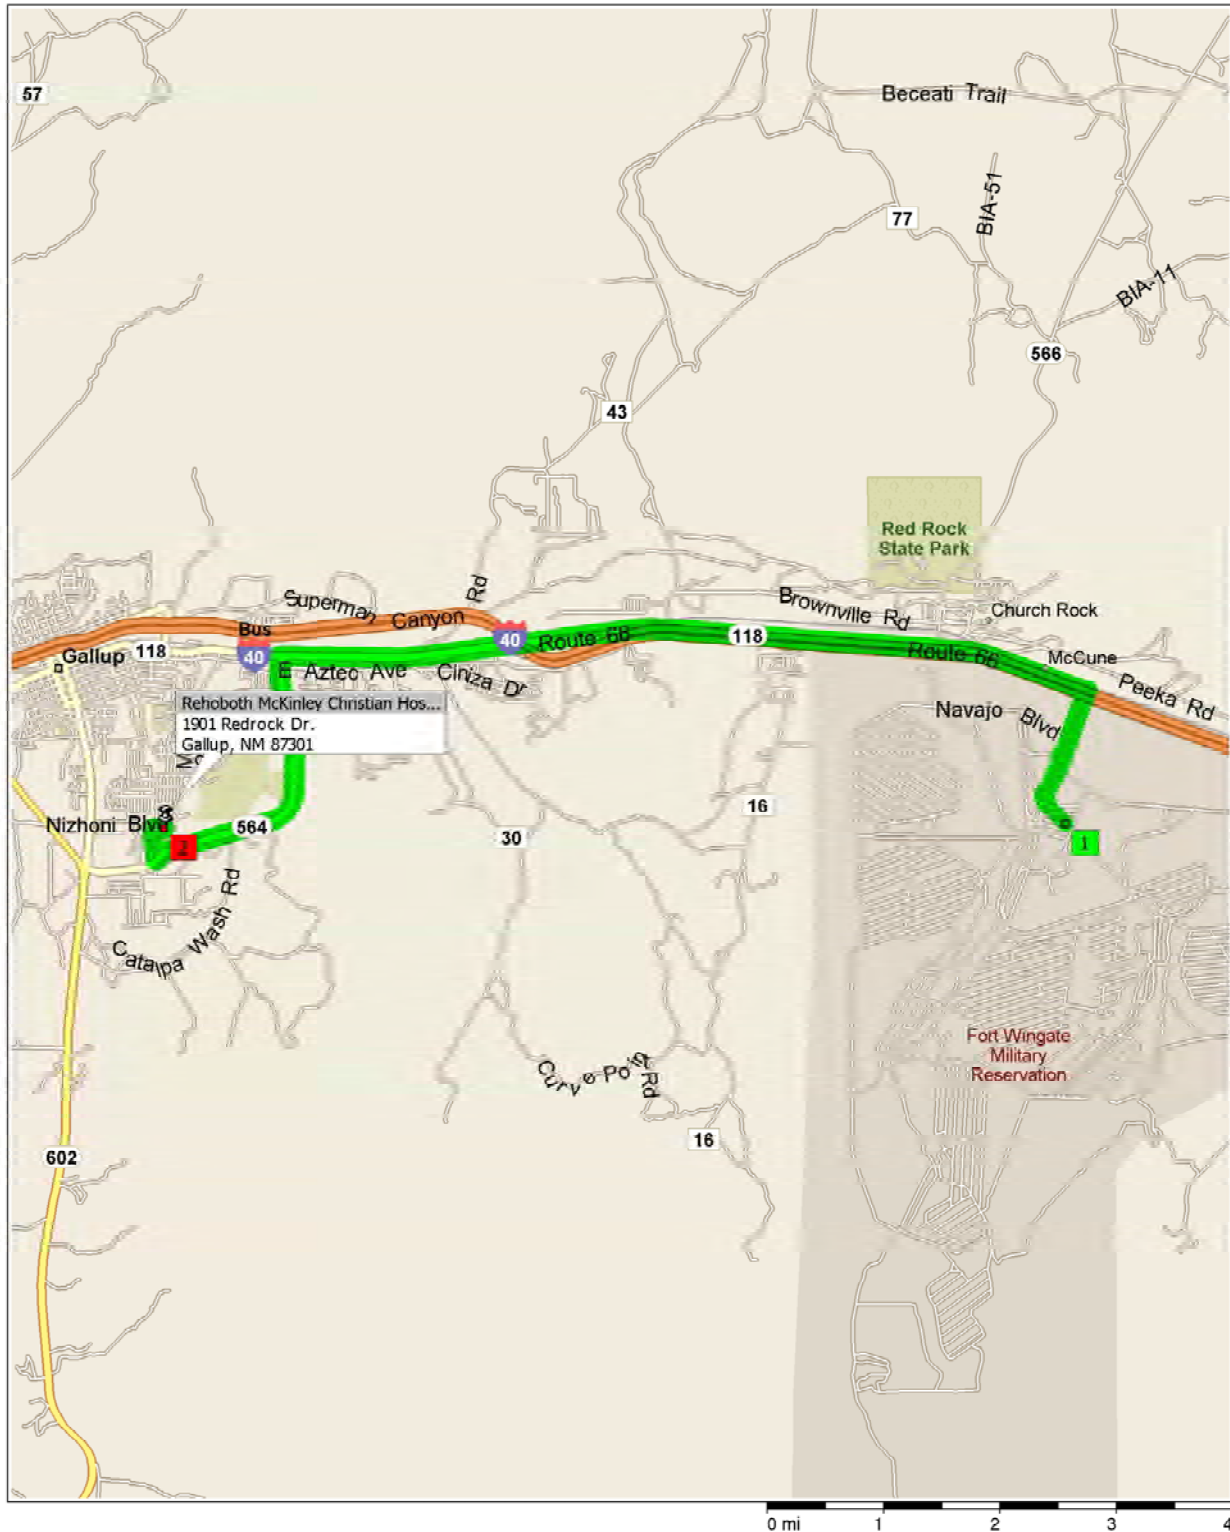 57
Beceati Trail
BIA-51
77
BIA-11
566
43
Red Rock
State Park
Superman Canyon Rd
Brownville Rd
Church Rock
Bus
40
40
Route 66
118
Route 66
McCune
Gallup
118
E Aztec Ave
Ciniza Dr
Peeka Rd
Rehoboth McKinley Christian Hos...
1901 Redrock Dr.
Gallup, NM 87301
Navajo Blvd
16
Nizhoni Blvd
564
30
2
1
Catalpa Wash Rd
Fort Wingate
Military
Reservation
Curve Point Rd
16
602
0 mi 1 2 3 4